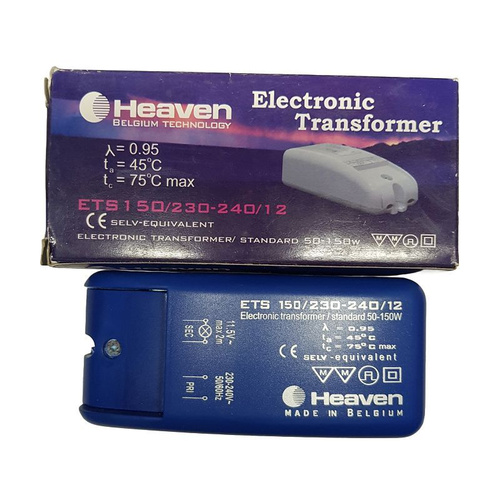 Heaven
BELGIUM TECHNOLOGY
Electronic
Transformer
λ = 0.95
ta = 45°C
tc = 75°C max
ETS150/230-240/12
CE SELV-EQUIVALENT
ELECTRONIC TRANSFORMER/ STANDARD 50-150W
M M R
ETS 150/230-240/12
Electronic transformer / standard 50-150W
λ = 0.95
ta = 45°C
tc = 75°C max
CE SELV-equivalent
M M R
Heaven
MADE IN BELGIUM
11.5V~
max 2m
SEC
230-240V~
50/60Hz
PRI